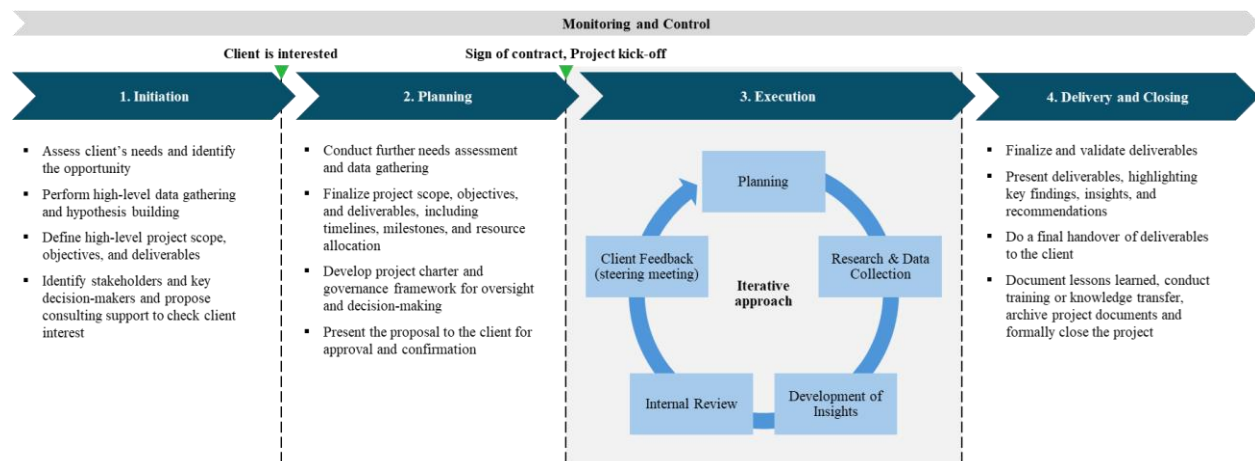 Monitoring and Control
Client is interested
Sign of contract, Project kick-off
1. Initiation
2. Planning
3. Execution
4. Delivery and Closing
▪ Assess client’s needs and identify
the opportunity
▪ Perform high-level data gathering
and hypothesis building
▪ Define high-level project scope,
objectives, and deliverables
▪ Identify stakeholders and key
decision-makers and propose
consulting support to check client
interest
▪ Conduct further needs assessment
and data gathering
▪ Finalize project scope, objectives,
and deliverables, including
timelines, milestones, and resource
allocation
▪ Develop project charter and
governance framework for oversight
and decision-making
▪ Present the proposal to the client for
approval and confirmation
Planning
Research & Data
Collection
Development of
Insights
Internal Review
Client Feedback
(steering meeting)
Iterative
approach
▪ Finalize and validate deliverables
▪ Present deliverables, highlighting
key findings, insights, and
recommendations
▪ Do a final handover of deliverables
to the client
▪ Document lessons learned, conduct
training or knowledge transfer,
archive project documents and
formally close the project